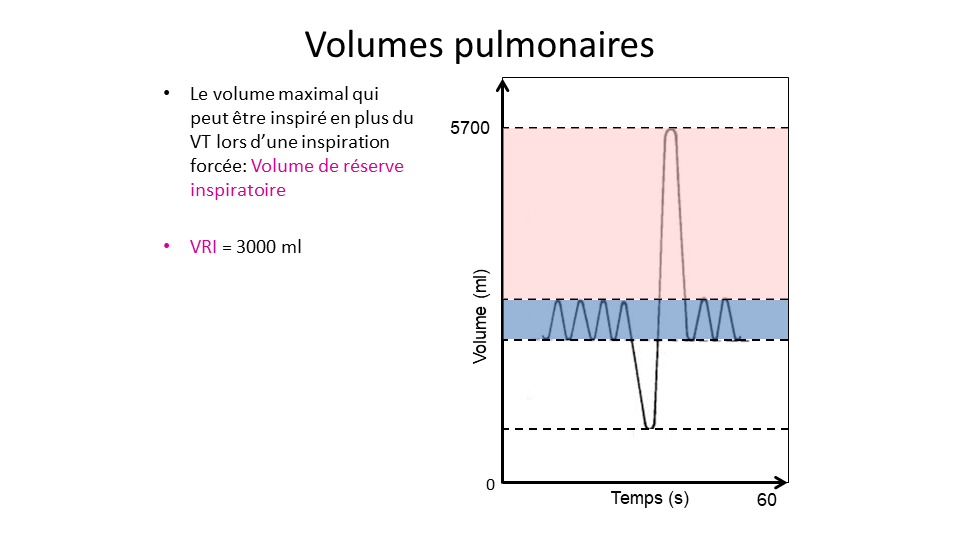 Volumes pulmonaires
• Le volume maximal qui
peut être inspiré en plus du
VT lors d’une inspiration
forcée: Volume de réserve
inspiratoire
• VRI = 3000 ml
5700
Volume (ml)
0
Temps (s)
60